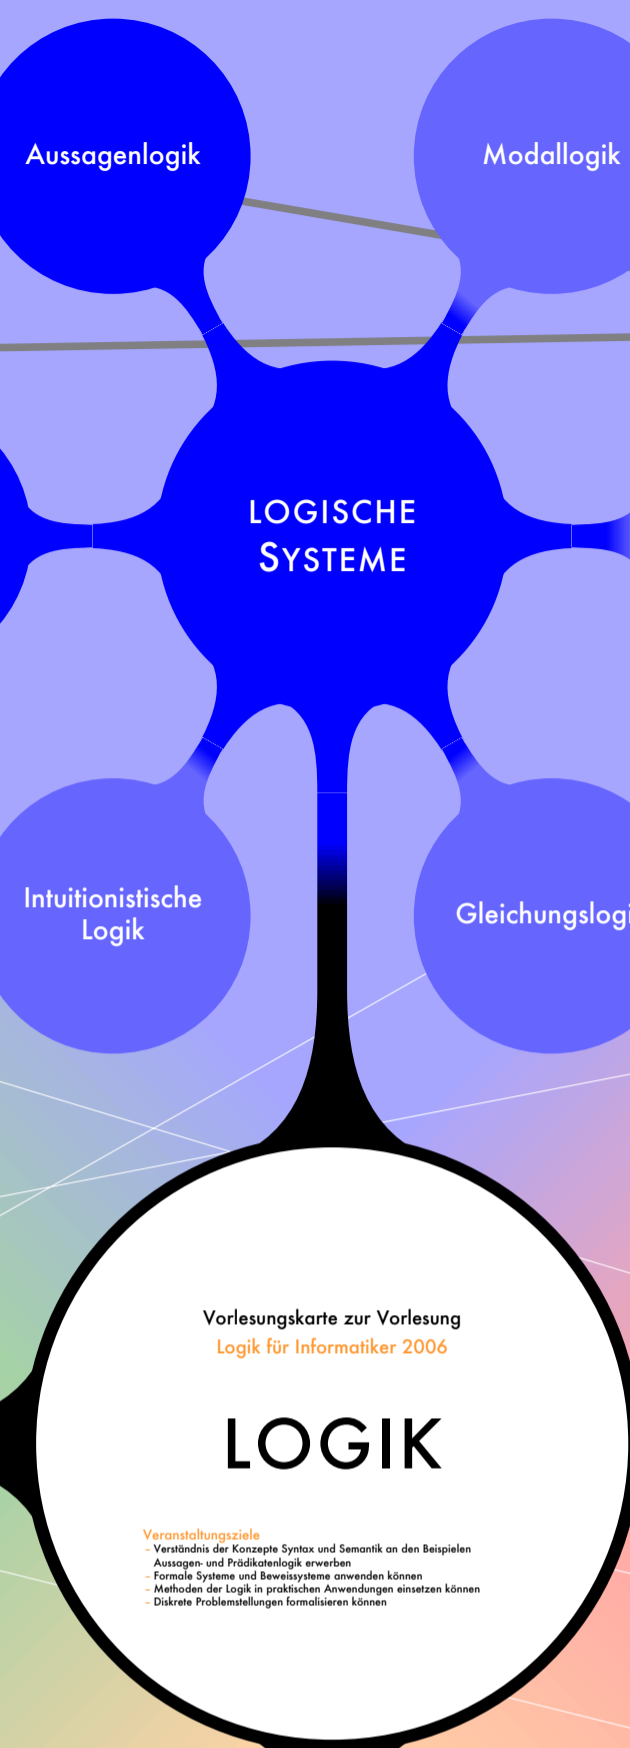 Aussagenlogik
Modallogik
LOGISCHE
SYSTEME
Intuitionistische
Logik
Gleichungslogi
Vorlesungskarte zur Vorlesung
Logik für Informatiker 2006
LOGIK
Veranstaltungsziele
– Verständnis der Konzepte Syntax und Semantik an den Beispielen
Aussagen- und Prädikatenlogik erwerben
– Formale Systeme und Beweissysteme anwenden können
– Methoden der Logik in praktischen Anwendungen einsetzen können
– Diskrete Problemstellungen formalisieren können